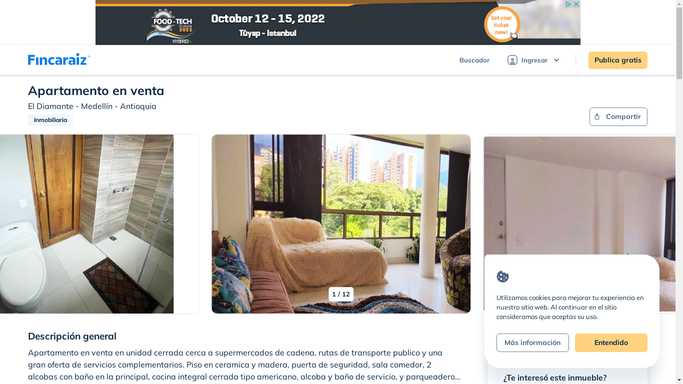 FOOD-TECH
October 12 - 15, 2022
Tüyap - Istanbul
Get your
ticket
now!
Fincaraíz
Buscador
Ingresar
Publica gratis
Apartamento en venta
El Diamante - Medellín - Antioquia
Inmobiliaria
Compartir
1 / 12
Utilizamos cookies para mejorar tu experiencia en
nuestro sitio web. Al continuar en el sitio
consideramos que aceptas su uso.
Más información
Entendido
Descripción general
Apartamento en venta en unidad cerrada cerca a supermercados de cadena, rutas de transporte publico y una
gran oferta de servicios complementarios. Piso en ceramica y madera, puerta de seguridad, sala comedor, 2
alcobas con baño en la principal, cocina integral cerrada tipo americano, alcoba y baño de servicio, y parqueadero...
¿Te interesó este inmueble?